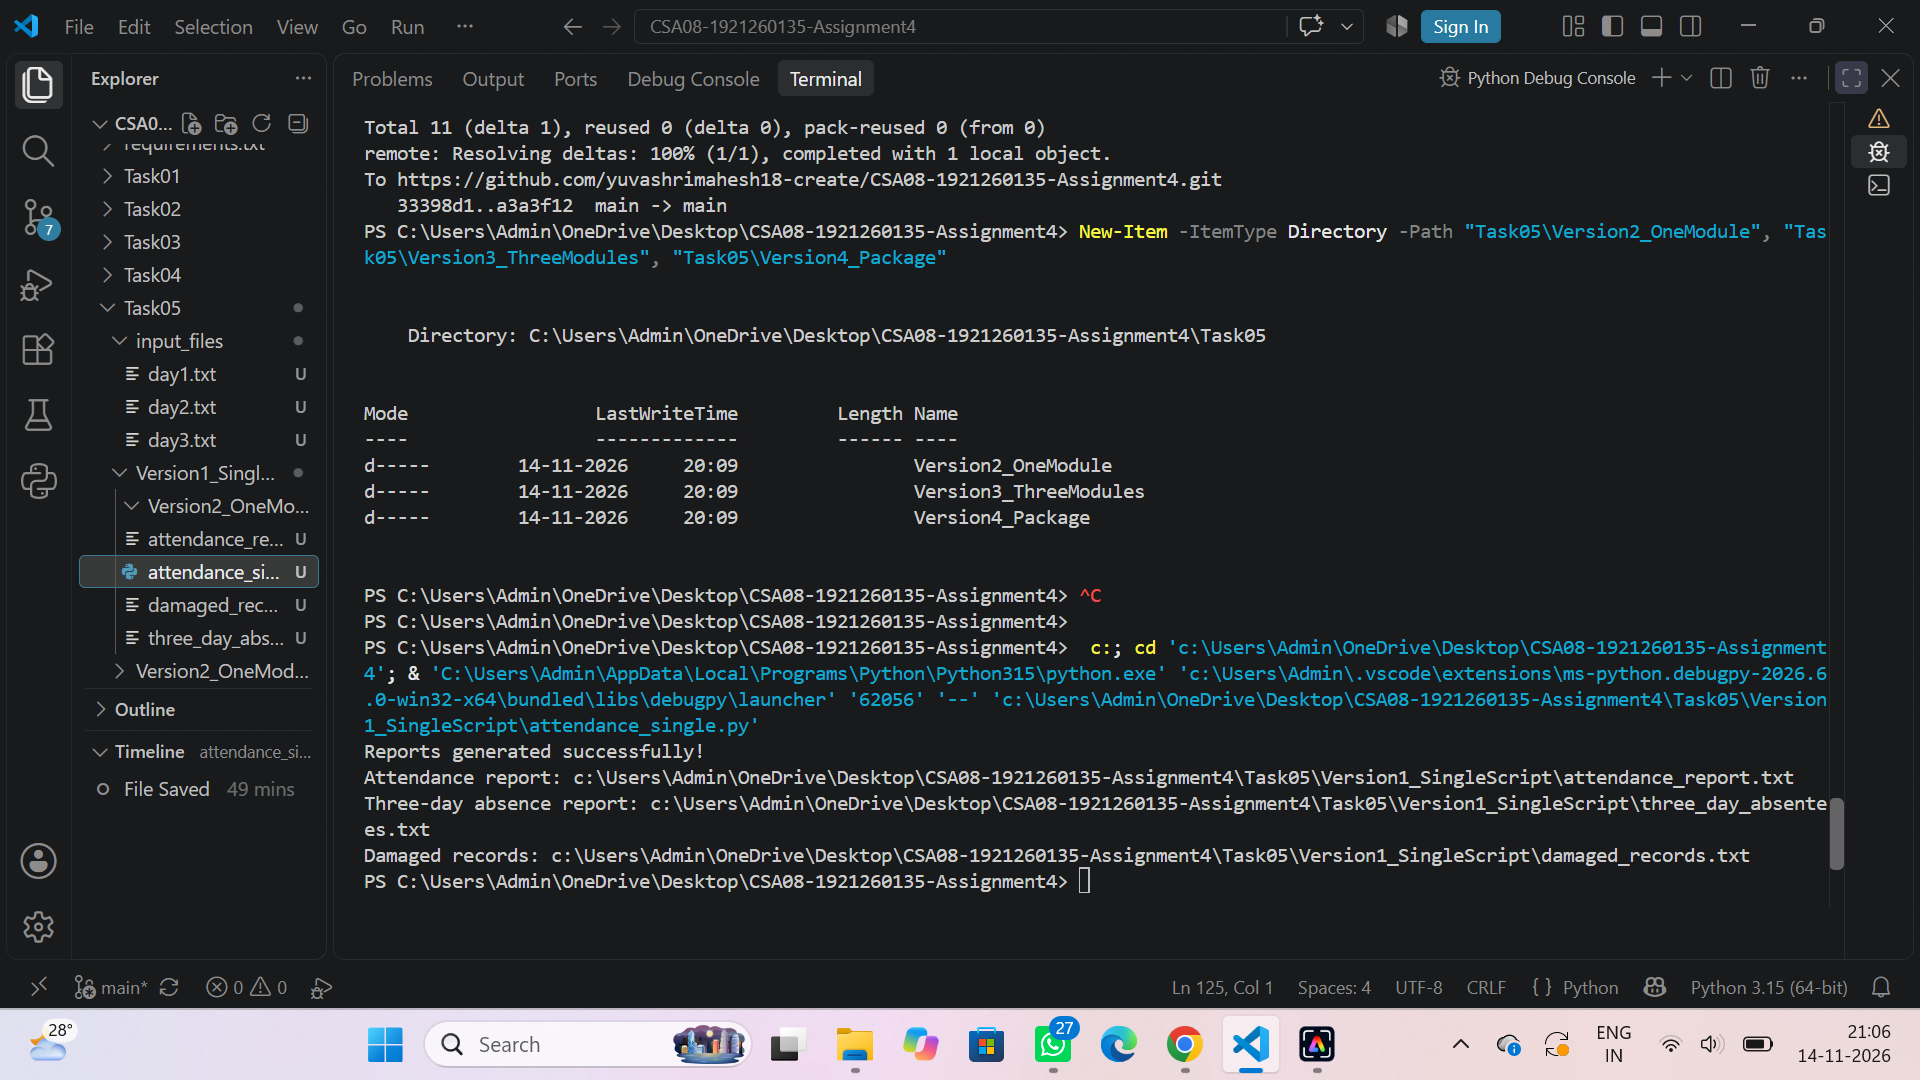 File Edit Selection View Go Run ···
CSA08-1921260135-Assignment4
Sign In
Explorer
CSA0...
requirements.txt
Task01
Task02
Task03
Task04
Task05
input_files
day1.txt U
day2.txt U
day3.txt U
Version1_Singl...
Version2_OneMo...
attendance_re... U
attendance_si... U
damaged_rec... U
three_day_abs... U
Version2_OneMod...
Outline
Timeline attendance_si...
File Saved 49 mins
7
Problems Output Ports Debug Console Terminal
Python Debug Console
Total 11 (delta 1), reused 0 (delta 0), pack-reused 0 (from 0)
remote: Resolving deltas: 100% (1/1), completed with 1 local object.
To https://github.com/yuvashrimahesh18-create/CSA08-1921260135-Assignment4.git
33398d1..a3a3f12 main -> main
PS C:\Users\Admin\OneDrive\Desktop\CSA08-1921260135-Assignment4> New-Item -ItemType Directory -Path "Task05\Version2_OneModule", "Tas
k05\Version3_ThreeModules", "Task05\Version4_Package"
Directory: C:\Users\Admin\OneDrive\Desktop\CSA08-1921260135-Assignment4\Task05
Mode LastWriteTime Length Name
---- ------------- ------ ----
d----- 14-11-2026 20:09 Version2_OneModule
d----- 14-11-2026 20:09 Version3_ThreeModules
d----- 14-11-2026 20:09 Version4_Package
PS C:\Users\Admin\OneDrive\Desktop\CSA08-1921260135-Assignment4> ^C
PS C:\Users\Admin\OneDrive\Desktop\CSA08-1921260135-Assignment4>
PS C:\Users\Admin\OneDrive\Desktop\CSA08-1921260135-Assignment4> c:; cd 'c:\Users\Admin\OneDrive\Desktop\CSA08-1921260135-Assignment
4'; & 'C:\Users\Admin\AppData\Local\Programs\Python\Python315\python.exe' 'c:\Users\Admin\.vscode\extensions\ms-python.debugpy-2026.6
.0-win32-x64\bundled\libs\debugpy\launcher' '62056' '--' 'c:\Users\Admin\OneDrive\Desktop\CSA08-1921260135-Assignment4\Task05\Version
1_SingleScript\attendance_single.py'
Reports generated successfully!
Attendance report: c:\Users\Admin\OneDrive\Desktop\CSA08-1921260135-Assignment4\Task05\Version1_SingleScript\attendance_report.txt
Three-day absence report: c:\Users\Admin\OneDrive\Desktop\CSA08-1921260135-Assignment4\Task05\Version1_SingleScript\three_day_absente
es.txt
Damaged records: c:\Users\Admin\OneDrive\Desktop\CSA08-1921260135-Assignment4\Task05\Version1_SingleScript\damaged_records.txt
PS C:\Users\Admin\OneDrive\Desktop\CSA08-1921260135-Assignment4>
main* 0 0 Ln 125, Col 1 Spaces: 4 UTF-8 CRLF {} Python Python 3.15 (64-bit)
28° Search 27 ENG 21:06
IN 14-11-2026